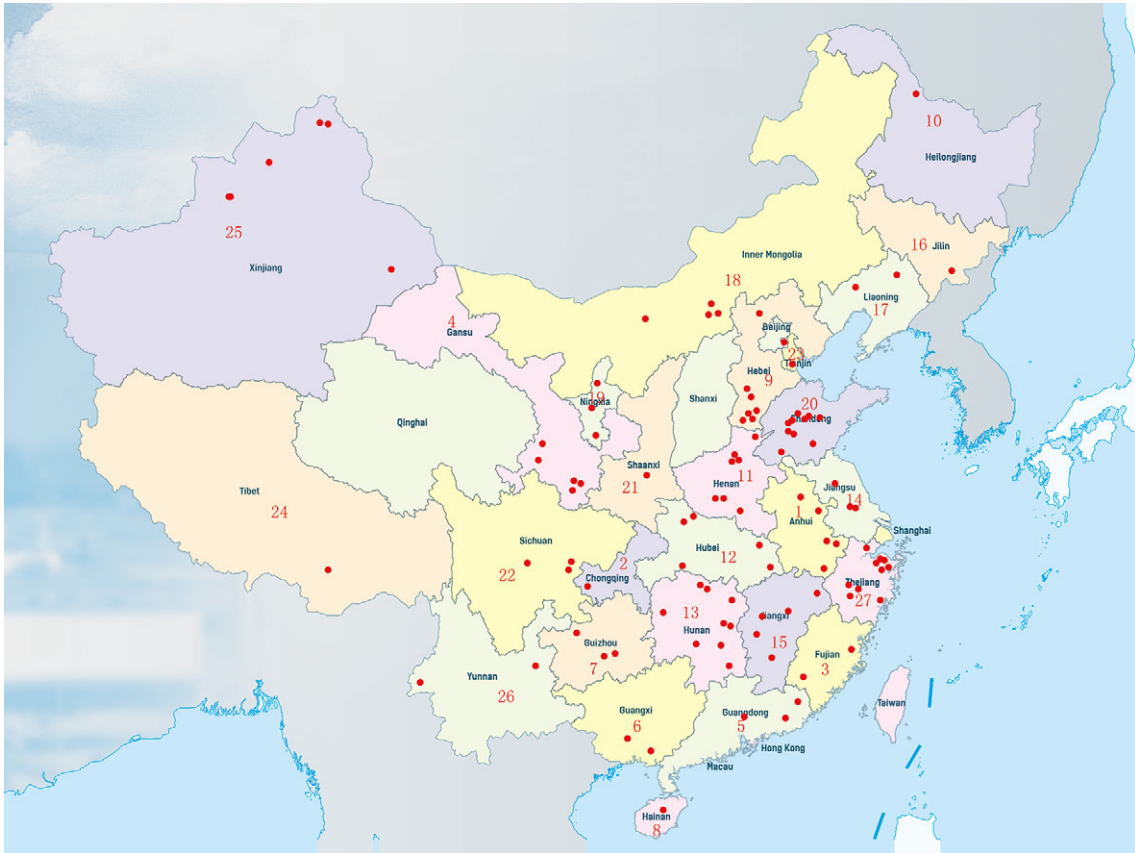 10
Heilongjiang
25
Xinjiang
16
Jilin
Inner Mongolia
18
Liaoning
17
4
Gansu
Beijing
23
Tianjin
Hebei
9
19
Ningxia
Shanxi
20
Shandong
Qinghai
Shaanxi
21
11
Henan
Jiangsu
14
Tibet
24
1
Anhui
Shanghai
Sichuan
22
2
Chongqing
Hubei
12
Thejiang
27
13
Hunan
Jiangxi
15
Guizhou
7
Fujian
3
Yunnan
26
Guangxi
6
Guangdong
5
Taiwan
Hong Kong
Macau
Hainan
8